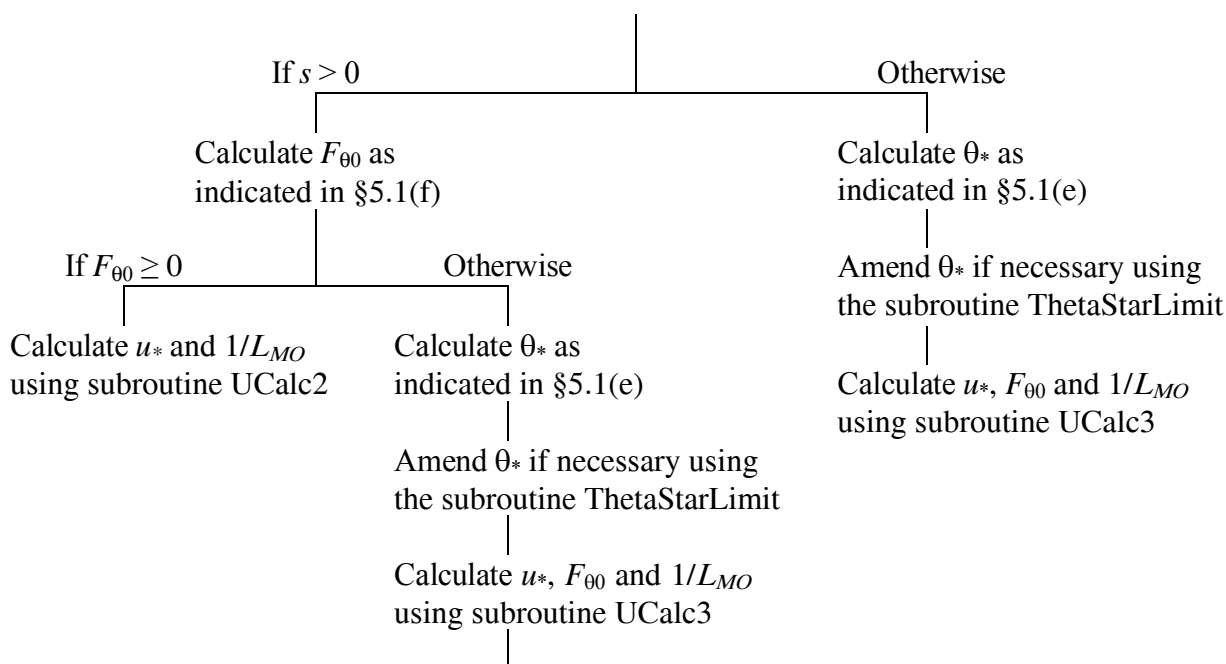 If s > 0
Otherwise
Calculate Fθ0 as
indicated in §5.1(f)
Calculate θ* as
indicated in §5.1(e)
If Fθ0 ≥ 0
Otherwise
Amend θ* if necessary using
the subroutine ThetaStarLimit
Calculate u* and 1/LMO
using subroutine UCalc2
Calculate θ* as
indicated in §5.1(e)
Calculate u*, Fθ0 and 1/LMO
using subroutine UCalc3
Amend θ* if necessary using
the subroutine ThetaStarLimit
Calculate u*, Fθ0 and 1/LMO
using subroutine UCalc3